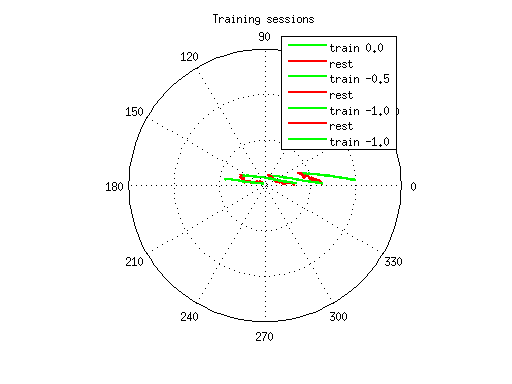 Training sessions
90
120
150
180
210
240
270
300
330
0
train 0.0
rest
train -0.5
rest
train -1.0
rest
train -1.0